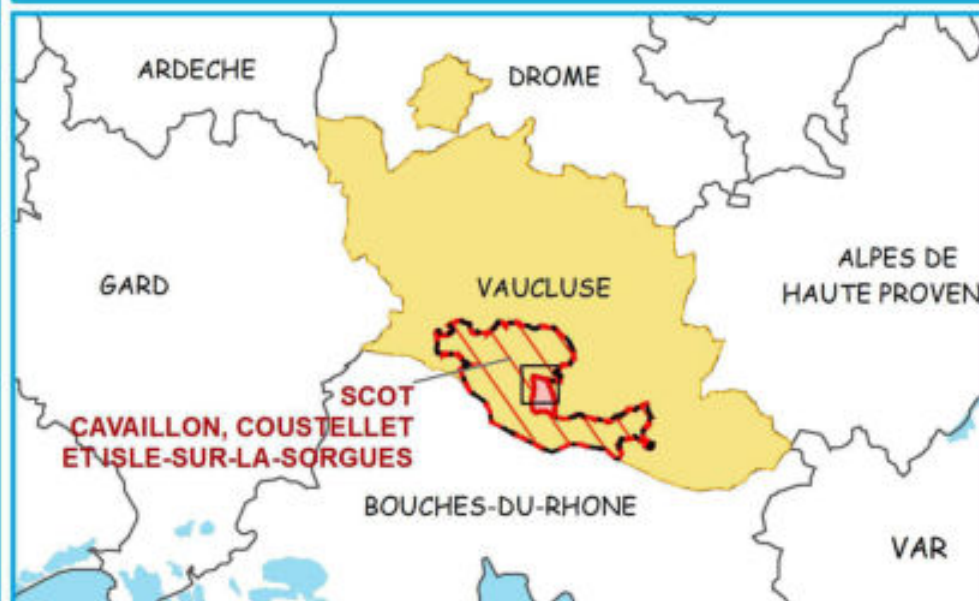 ARDECHE
DROME
GARD
VAUCLUSE
ALPES DE
HAUTE PROVEN
SCOT
CAVAILLON, COUSTELLET
ET ISLE-SUR-LA-SORGUES
BOUCHES-DU-RHONE
VAR